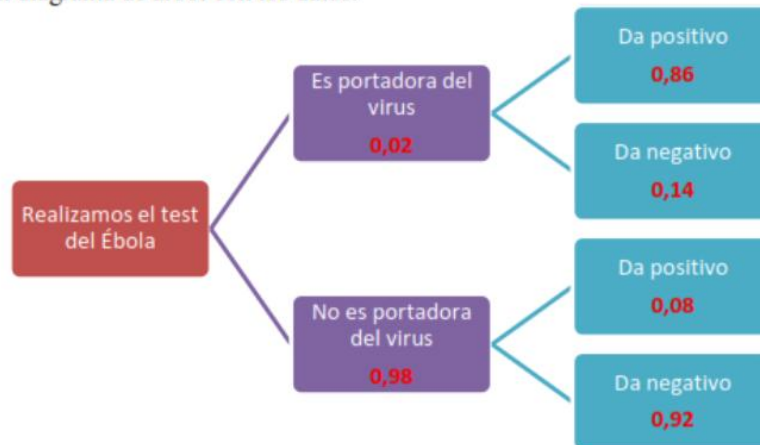 Da positivo
0,86
Es portadora del
virus
0,02
Da negativo
0,14
Realizamos el test
del Ébola
Da positivo
0,08
No es portadora
del virus
0,98
Da negativo
0,92